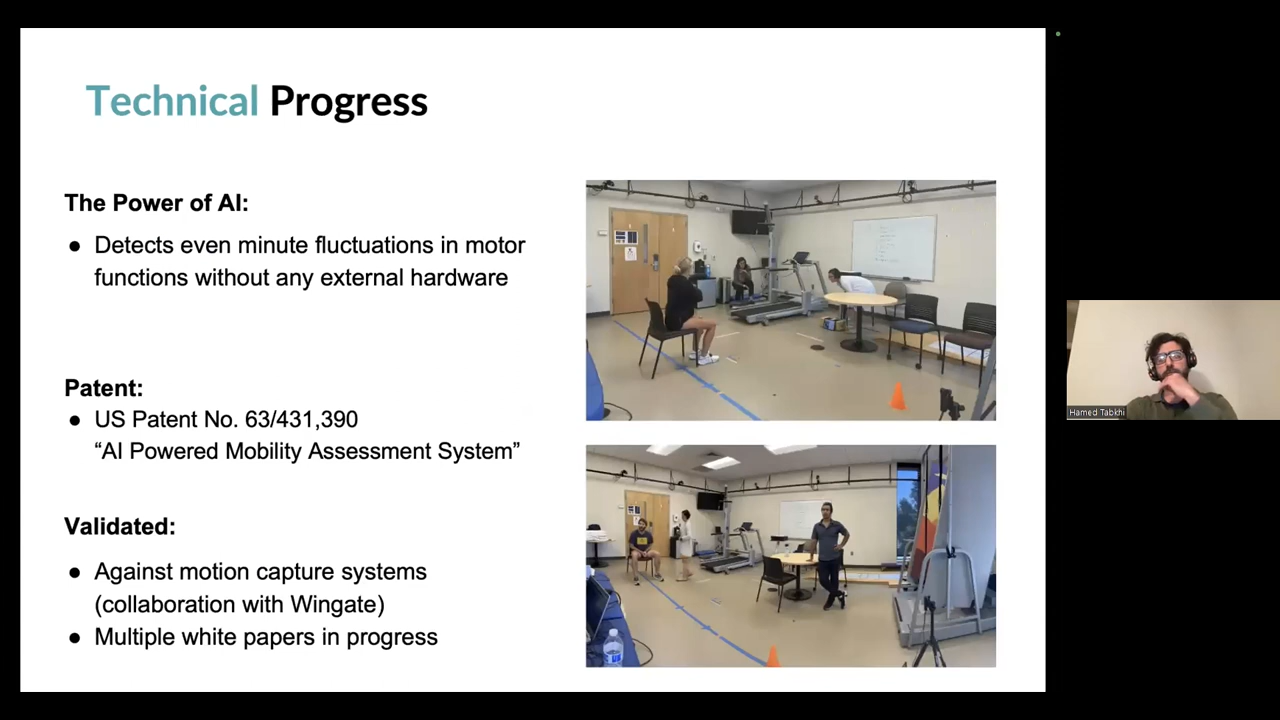 Technical Progress
The Power of AI:
● Detects even minute fluctuations in motor
functions without any external hardware
Patent:
● US Patent No. 63/431,390
“AI Powered Mobility Assessment System”
Validated:
● Against motion capture systems
(collaboration with Wingate)
● Multiple white papers in progress
Hamed Tabkhi